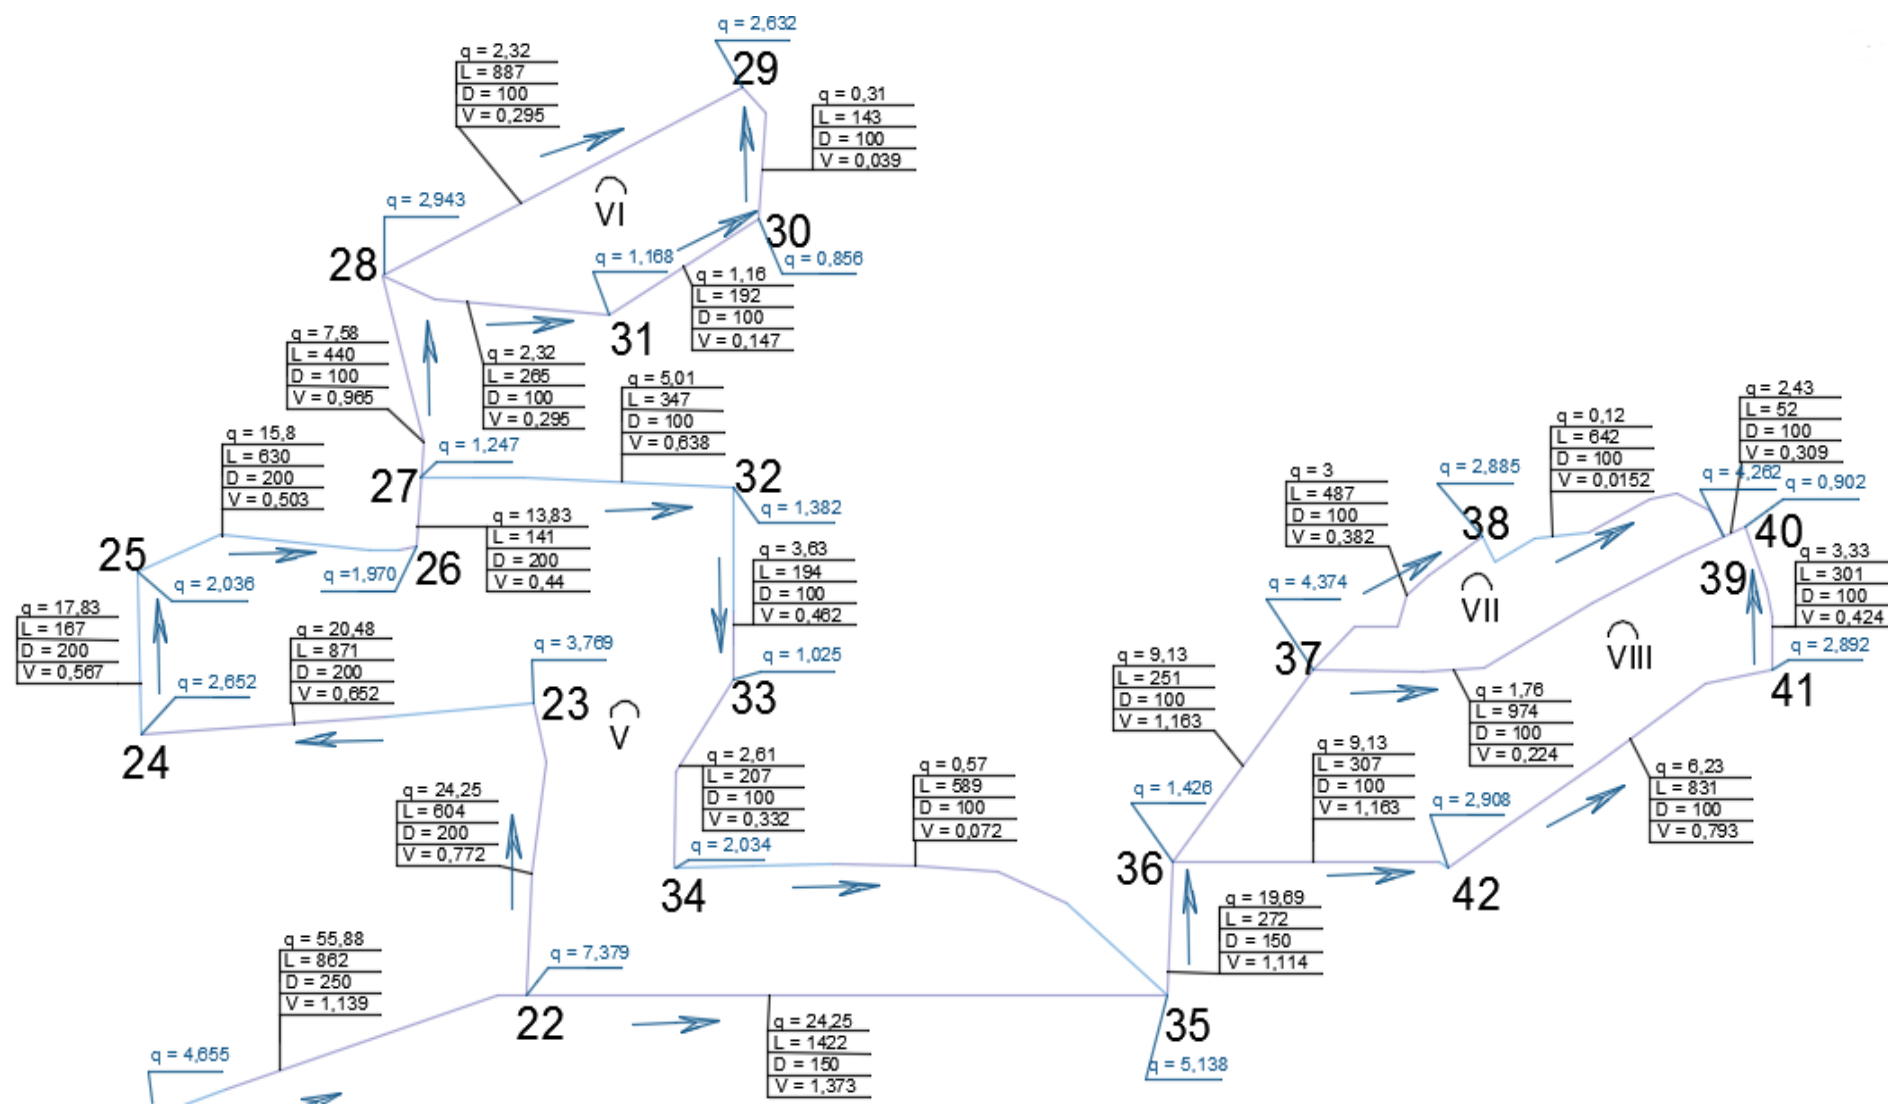 q = 2,632
29
q = 2,32
L = 887
D = 100
V = 0,295
q = 0,31
L = 143
D = 100
V = 0,039
VI
q = 2,943
28
30
q = 0,856
q = 1,168
31
q = 1,16
L = 192
D = 100
V = 0,147
q = 7,58
L = 440
D = 100
V = 0,965
q = 2,32
L = 265
D = 100
V = 0,295
q = 5,01
L = 347
D = 100
V = 0,638
q = 15,8
L = 630
D = 200
V = 0,503
q = 1,247
27
32
q = 1,382
q = 13,83
L = 141
D = 200
V = 0,44
25
q = 2,036
q =1,970
26
q = 3,63
L = 194
D = 100
V = 0,462
q = 17,83
L = 167
D = 200
V = 0,567
q = 20,48
L = 871
D = 200
V = 0,652
q = 2,652
24
q = 3,769
23
V
q = 1,025
33
q = 2,61
L = 207
D = 100
V = 0,332
q = 24,25
L = 604
D = 200
V = 0,772
q = 2,034
34
q = 0,57
L = 589
D = 100
V = 0,072
q = 55,88
L = 862
D = 250
V = 1,139
q = 4,655
q = 7,379
22
q = 24,25
L = 1422
D = 150
V = 1,373
35
q = 5,138
q = 19,69
L = 272
D = 150
V = 1,114
q = 1,426
36
q = 9,13
L = 251
D = 100
V = 1,163
q = 9,13
L = 307
D = 100
V = 1,163
q = 2,908
42
q = 6,23
L = 831
D = 100
V = 0,793
q = 4,374
37
q = 3
L = 487
D = 100
V = 0,382
q = 2,885
38
VII
q = 0,12
L = 642
D = 100
V = 0,0152
q = 2,43
L = 52
D = 100
V = 0,309
q = 4,262
q = 0,902
40
39
VIII
q = 3,33
L = 301
D = 100
V = 0,424
q = 2,892
41
q = 1,76
L = 974
D = 100
V = 0,224